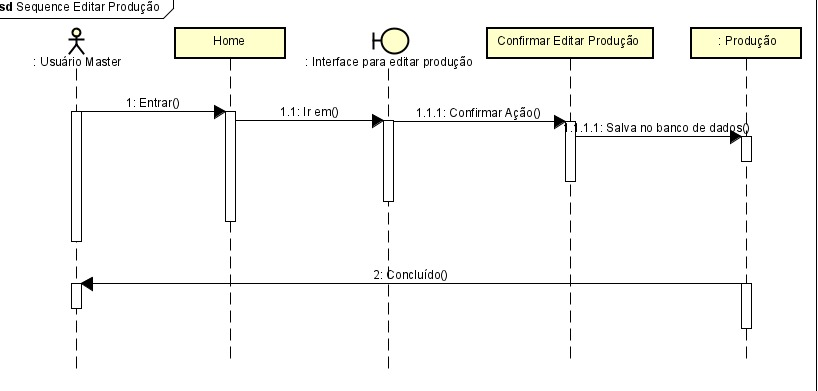 sd Sequence Editar Produção
: Usuário Master
Home
: Interface para editar produção
Confirmar Editar Produção
: Produção
1: Entrar()
1.1: Ir em()
1.1.1: Confirmar Ação()
1.1.1.1: Salva no banco de dados()
2: Concluído()